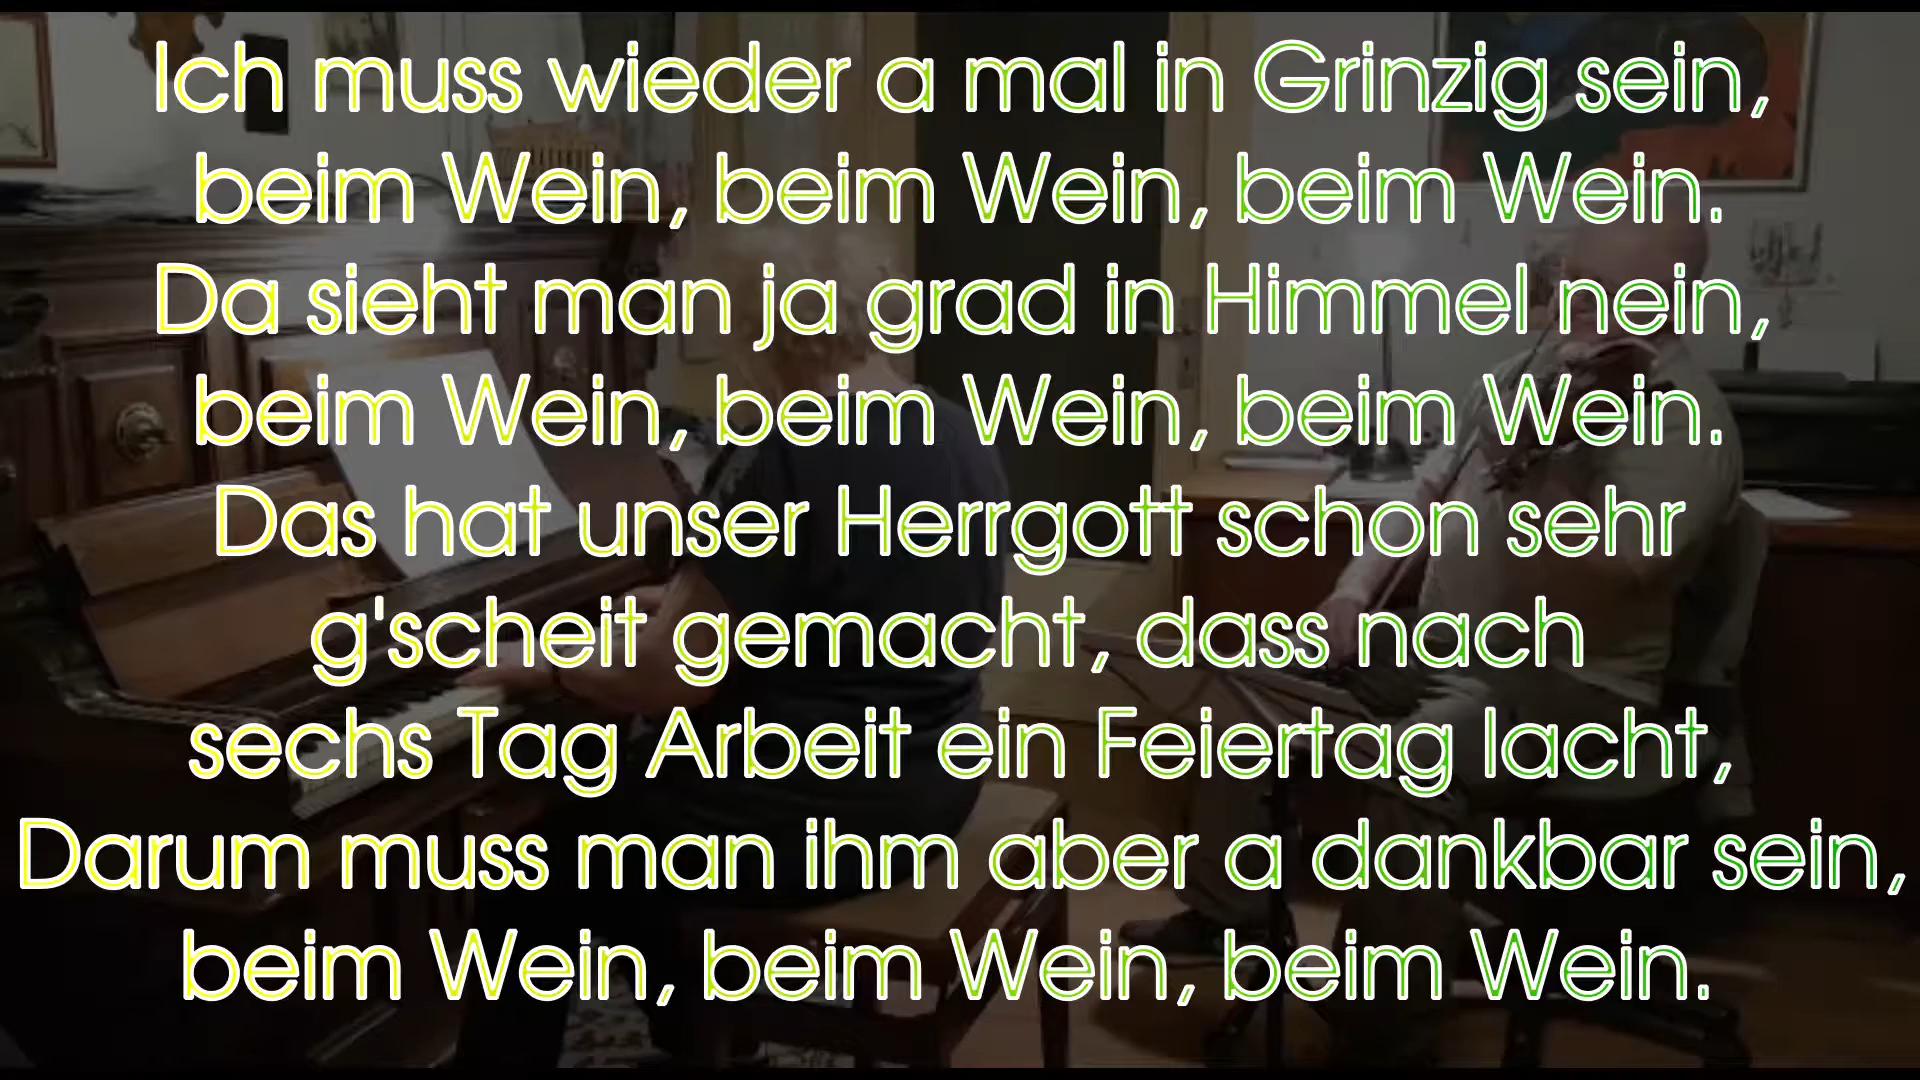 Ich muss wieder a mal in Grinzig sein,
beim Wein, beim Wein, beim Wein.
Da sieht man ja grad in Himmel nein,
beim Wein, beim Wein, beim Wein.
Das hat unser Herrgott schon sehr
g'scheit gemacht, dass nach
sechs Tag Arbeit ein Feiertag lacht,
Darum muss man ihm aber a dankbar sein,
beim Wein, beim Wein, beim Wein.